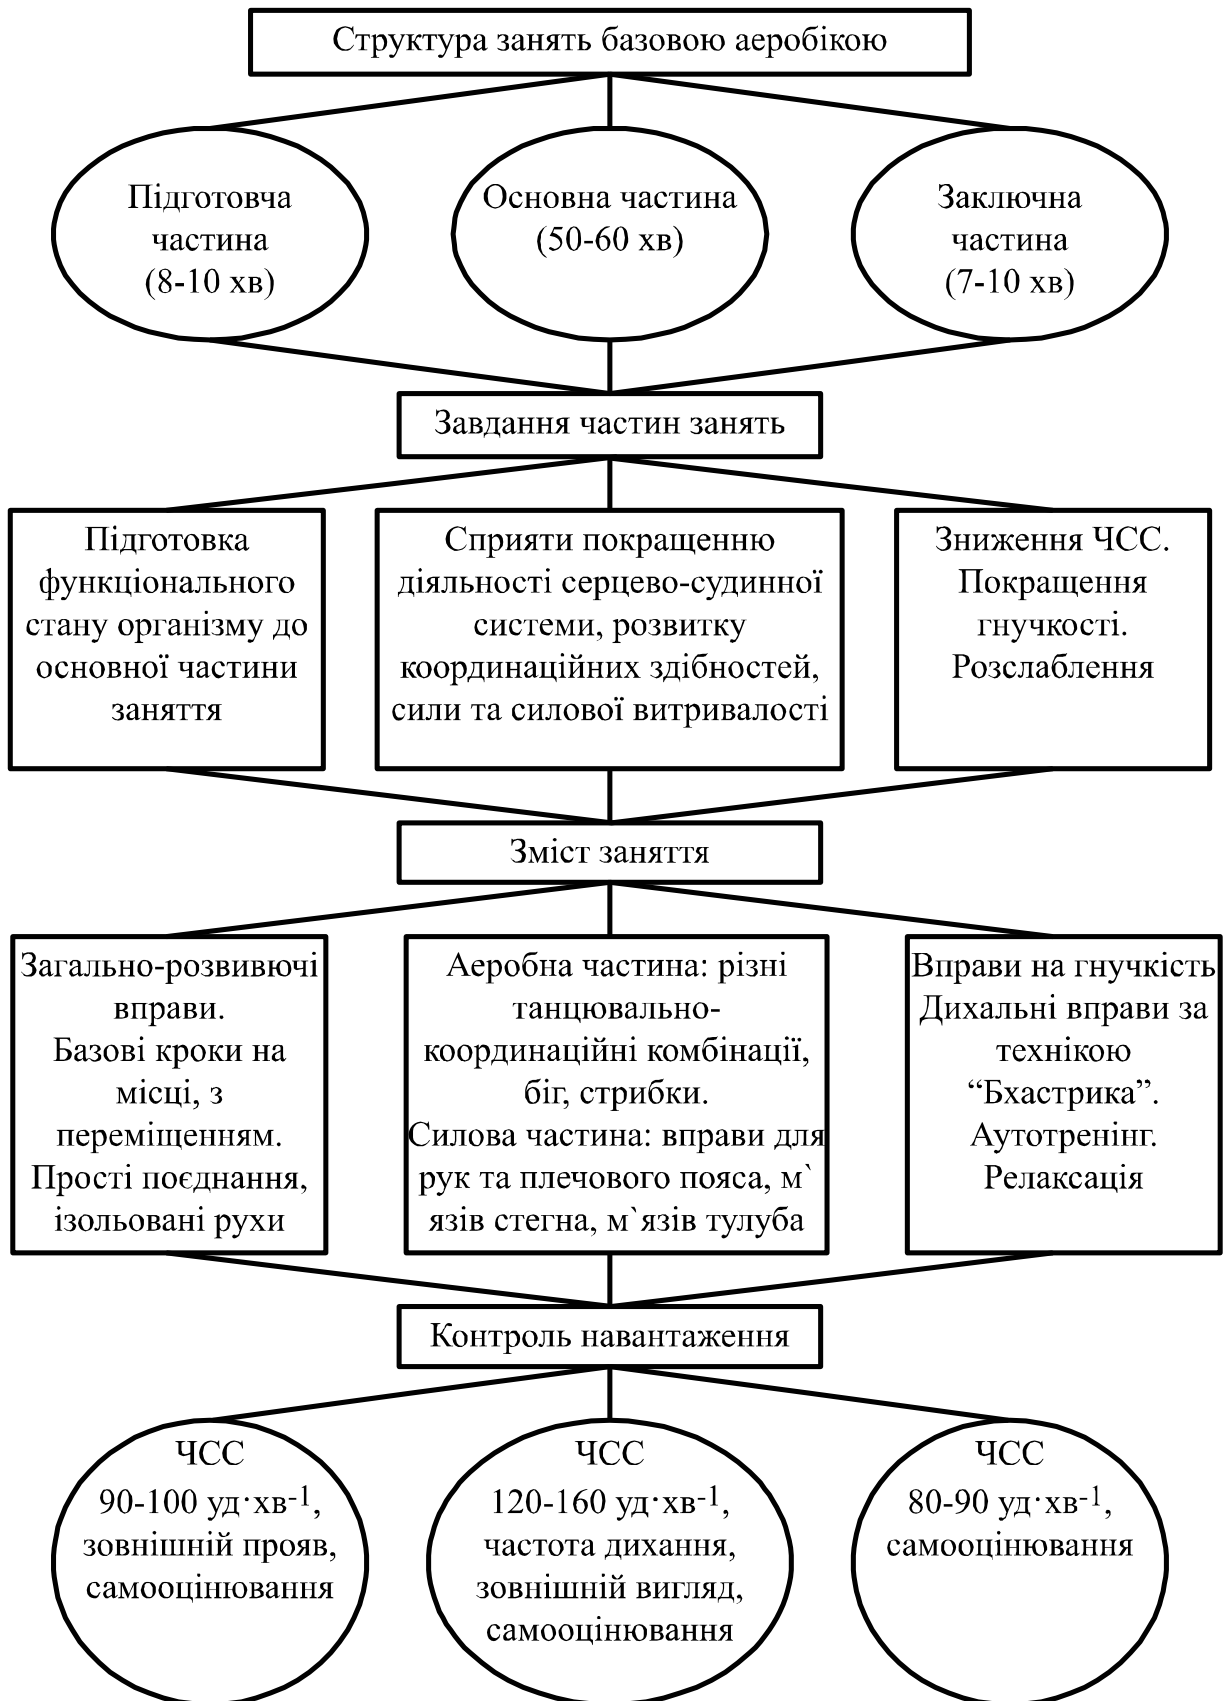 Структура занять базовою аеробікою
Підготовча
частина
(8-10 хв)
Основна частина
(50-60 хв)
Заключна
частина
(7-10 хв)
Завдання частин занять
Підготовка
функціонального
стану організму до
основної частини
заняття
Сприяти покращенню
діяльності серцево-судинної
системи, розвитку
координаційних здібностей,
сили та силової витривалості
Зниження ЧСС.
Покращення
гнучкості.
Розслаблення
Зміст заняття
Загально-розвивючі
вправи.
Базові кроки на
місці, з
переміщенням.
Прості поєднання,
ізольовані рухи
Аеробна частина: різні
танцювально-
координаційні комбінації,
біг, стрибки.
Силова частина: вправи для
рук та плечового пояса, м`
язів стегна, м`язів тулуба
Вправи на гнучкість
Дихальні вправи за
технікою
“Бхастрика”.
Аутотренінг.
Релаксація
Контроль навантаження
ЧСС
90-100 уд·хв⁻¹,
зовнішній прояв,
самооцінювання
ЧСС
120-160 уд·хв⁻¹,
частота дихання,
зовнішній вигляд,
самооцінювання
ЧСС
80-90 уд·хв⁻¹,
самооцінювання